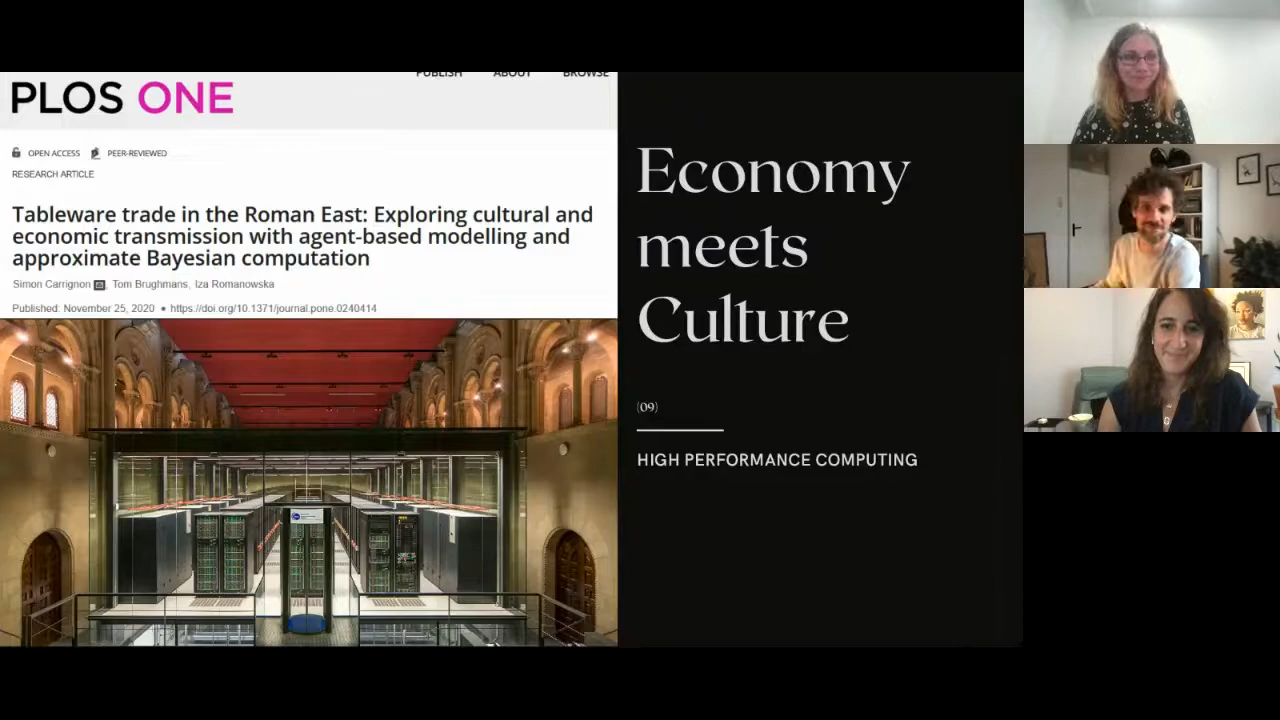 PUBLISH ABOUT BROWSE
PLOS ONE
OPEN ACCESS PEER-REVIEWED
RESEARCH ARTICLE
Tableware trade in the Roman East: Exploring cultural and
economic transmission with agent-based modelling and
approximate Bayesian computation
Simon Carrignon, Tom Brughmans, Iza Romanowska
Published: November 25, 2020 • https://doi.org/10.1371/journal.pone.0240414
Economy
meets
Culture
(09)
HIGH PERFORMANCE COMPUTING